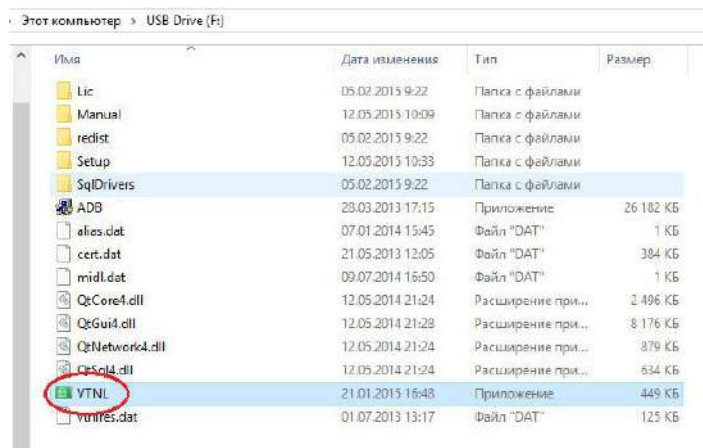 Этот компьютер > USB Drive (F:)
Имя Дата изменения Тип Размер
Lic 05.02.2015 9:22 Папка с файлами
Manual 12.05.2015 10:09 Папка с файлами
redist 05.02.2015 9:22 Папка с файлами
Setup 12.05.2015 10:33 Папка с файлами
SqlDrivers 05.02.2015 9:22 Папка с файлами
ADB 28.03.2013 17:15 Приложение 26 182 КБ
alias.dat 07.01.2014 15:45 Файл "DAT" 1 КБ
cert.dat 21.05.2013 12:05 Файл "DAT" 384 КБ
midl.dat 09.07.2014 16:50 Файл "DAT" 1 КБ
QtCore4.dll 12.05.2014 21:24 Расширение при... 2 496 КБ
QtGui4.dll 12.05.2014 21:28 Расширение при... 8 176 КБ
QtNetwork4.dll 12.05.2014 21:24 Расширение при... 879 КБ
QtSql4.dll 12.05.2014 21:24 Расширение при... 634 КБ
VTNL 21.01.2015 16:48 Приложение 449 КБ
vtnlres.dat 01.07.2013 13:17 Файл "DAT" 125 КБ